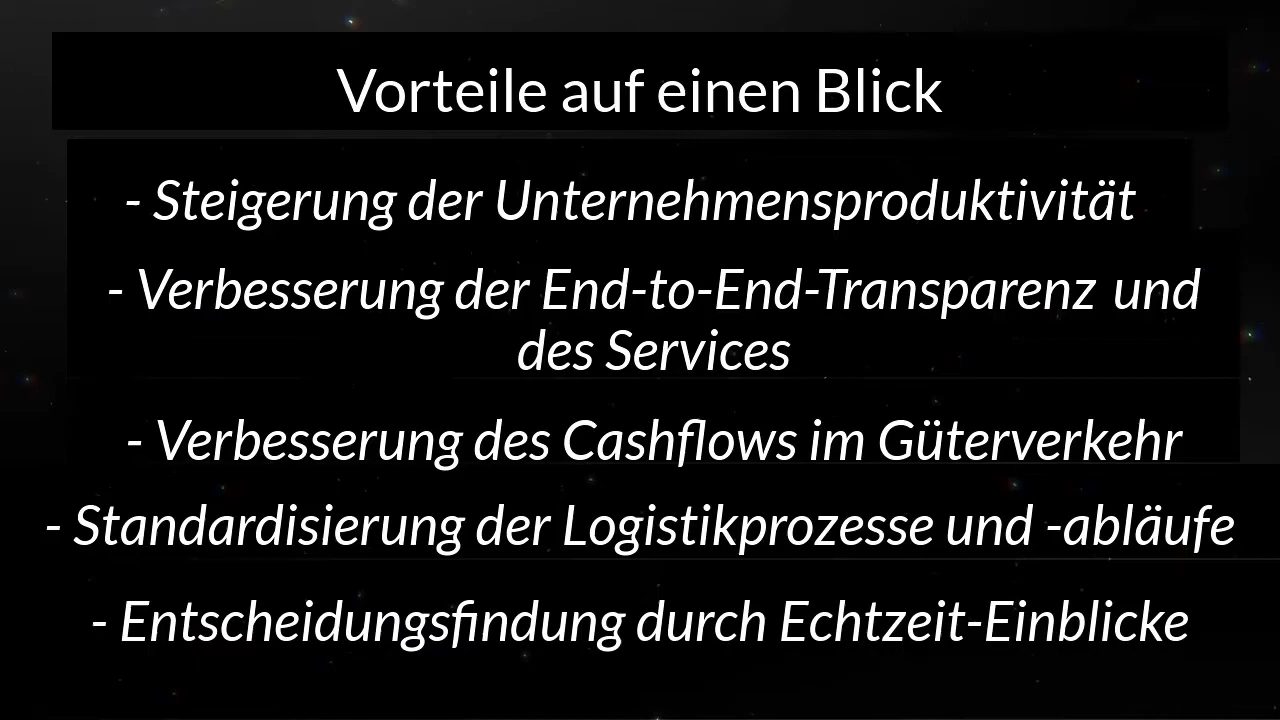 Vorteile auf einen Blick
- Steigerung der Unternehmensproduktivität
- Verbesserung der End-to-End-Transparenz und
des Services
- Verbesserung des Cashflows im Güterverkehr
- Standardisierung der Logistikprozesse und -abläufe
- Entscheidungsfindung durch Echtzeit-Einblicke